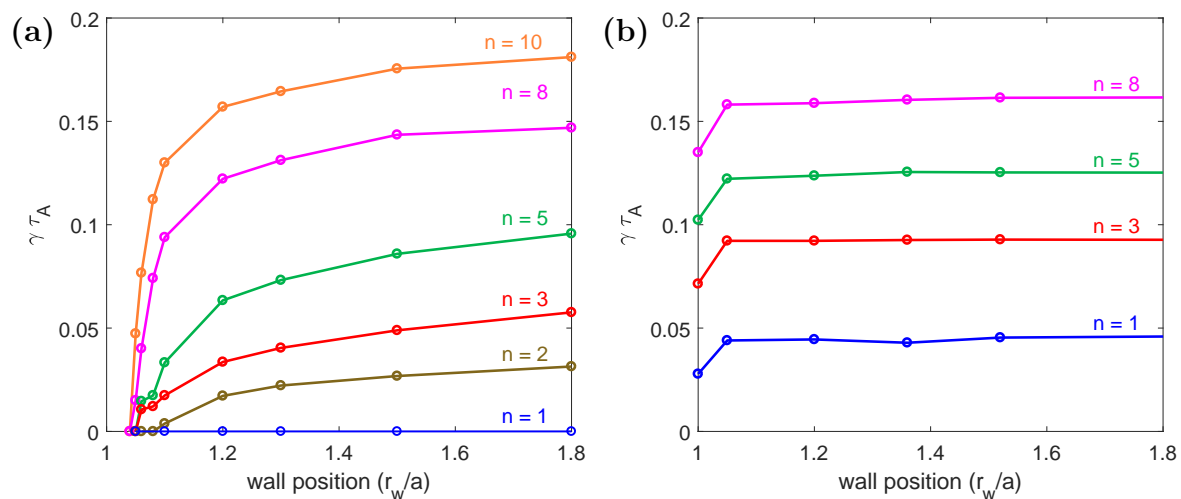 (a)
0.2
0.15
0.1
0.05
0
γ τA
n = 10
n = 8
n = 5
n = 3
n = 2
n = 1
1
1.2
1.4
1.6
1.8
wall position (r_w/a)
(b)
0.2
0.15
0.1
0.05
0
γ τA
n = 8
n = 5
n = 3
n = 1
1
1.2
1.4
1.6
1.8
wall position (r_w/a)